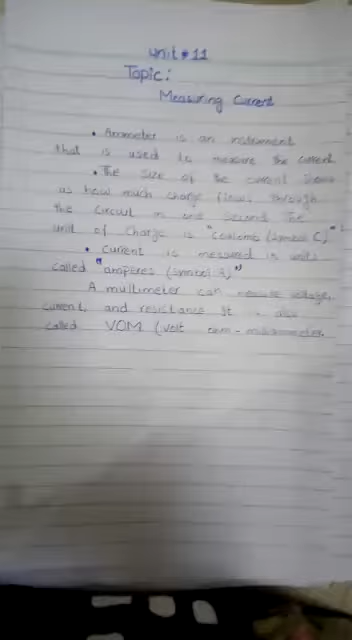 unit # 11
Topic:
Measuring Current
• Ammeter is an instrument
that is used to measure the current
• The size of the current
as how much charge flows through
the circuit in one second The
unit of Charge is "coulomb (symbol C)"
• Current is measured in units
called "amperes (symbol A)"
A multimeter can measure voltage,
current, and resistance It also
called VOM (volt ohm-